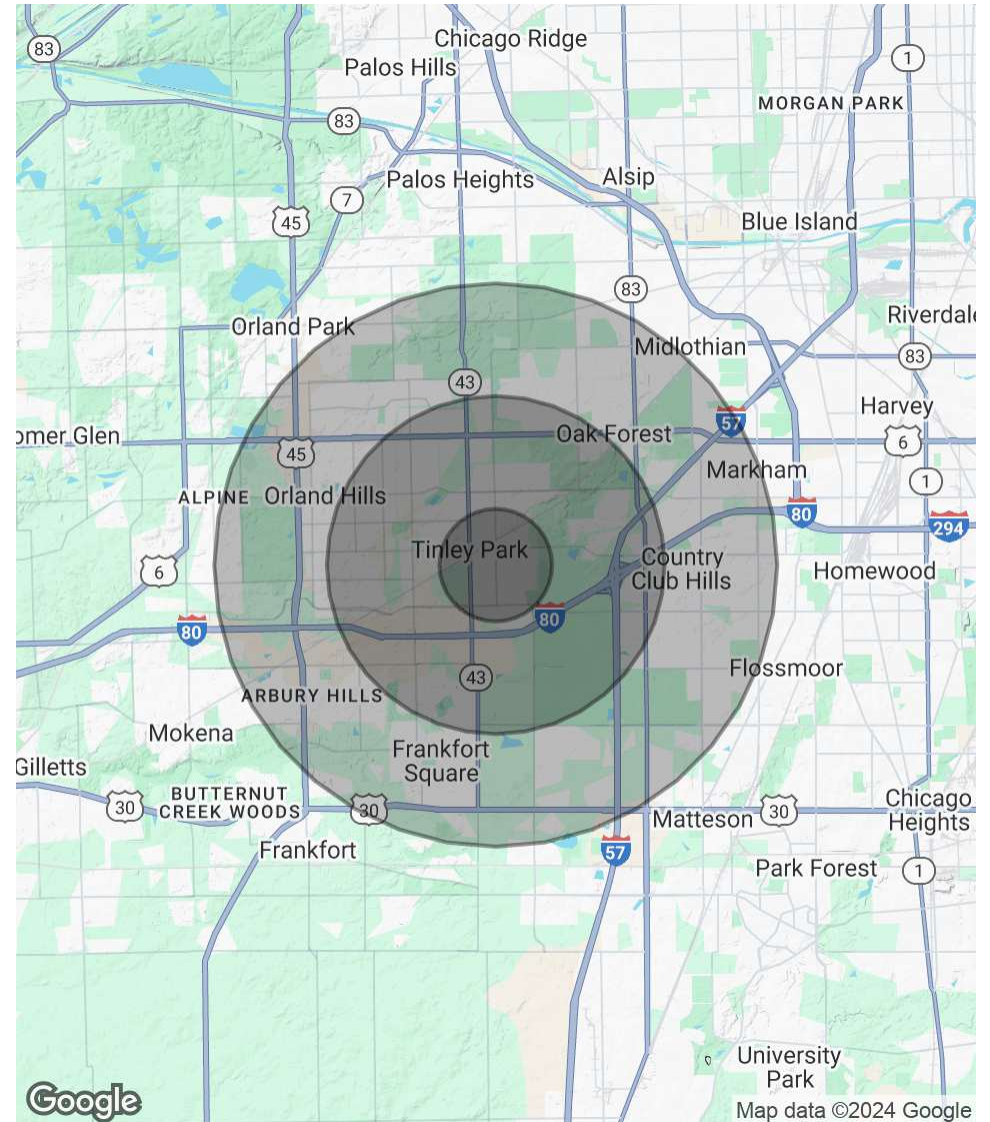 Chicago Ridge
83
Palos Hills
1
MORGAN PARK
83
Palos Heights
Alsip
7
45
Blue Island
83
Riverdale
Orland Park
Midlothian
83
43
Harvey
57
omer Glen
Oak Forest
6
45
Markham
1
ALPINE
Orland Hills
80
294
Tinley Park
Country
Club Hills
6
Homewood
80
80
Flossmoor
43
ARBURY HILLS
Mokena
Frankfort
Square
Gilletts
BUTTERNUT
CREEK WOODS
30
30
Matteson
30
Chicago
Heights
Frankfort
57
Park Forest
1
University
Park
Google
Map data ©2024 Google